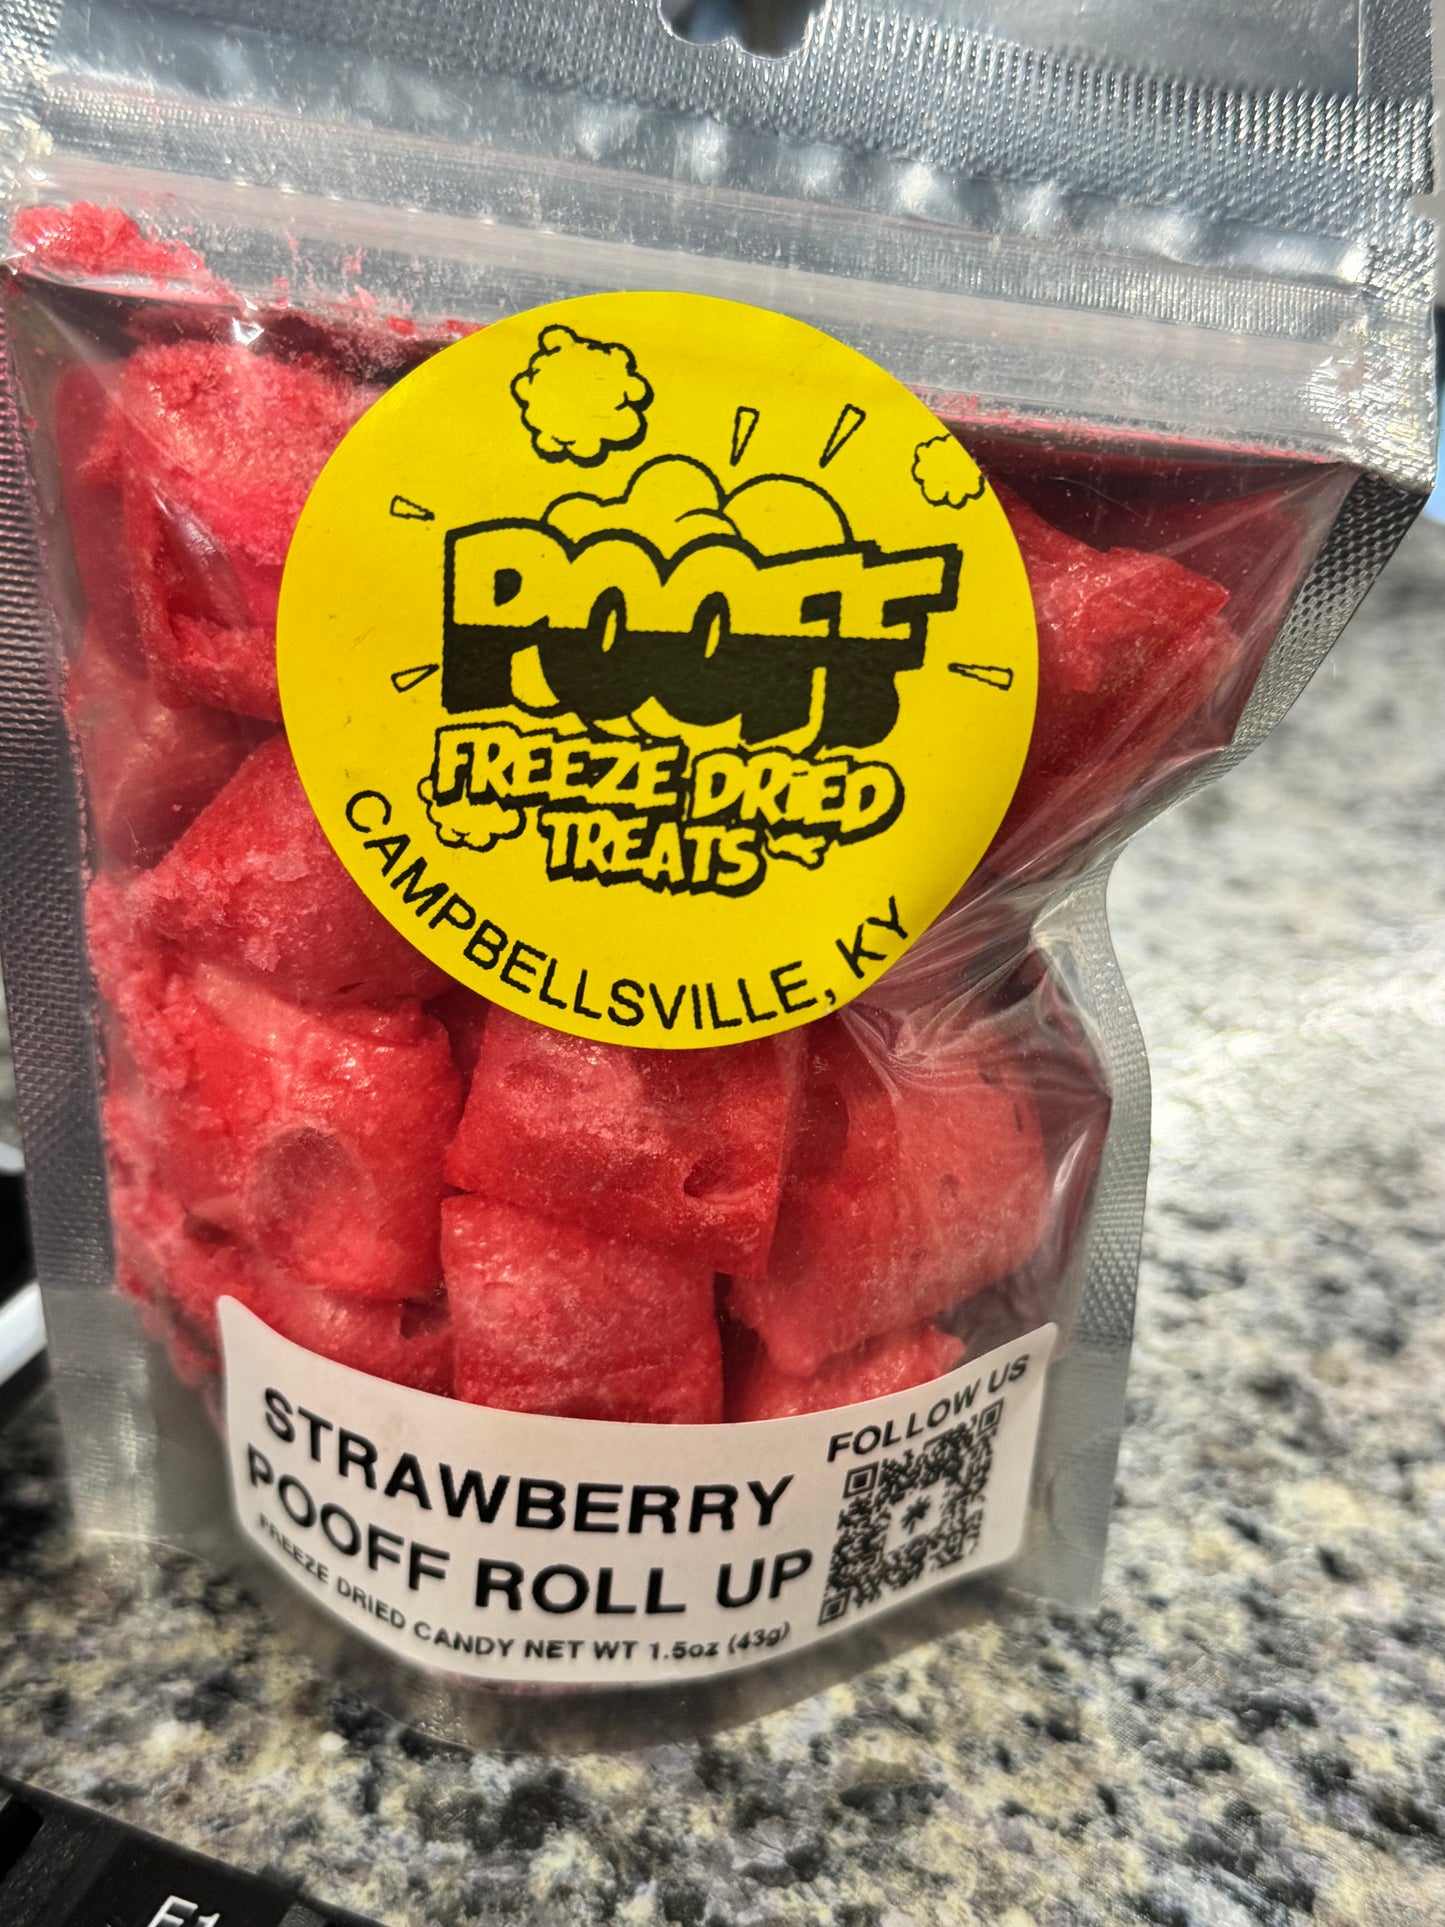 POOFF
FREEZE DRiED
TREATS
CAMPBELLSVILLE, KY
STRAWBERRY
POOFF ROLL UP
FREEZE DRIED CANDY NET WT 1.5oz (43g)
FOLLOW US
F1